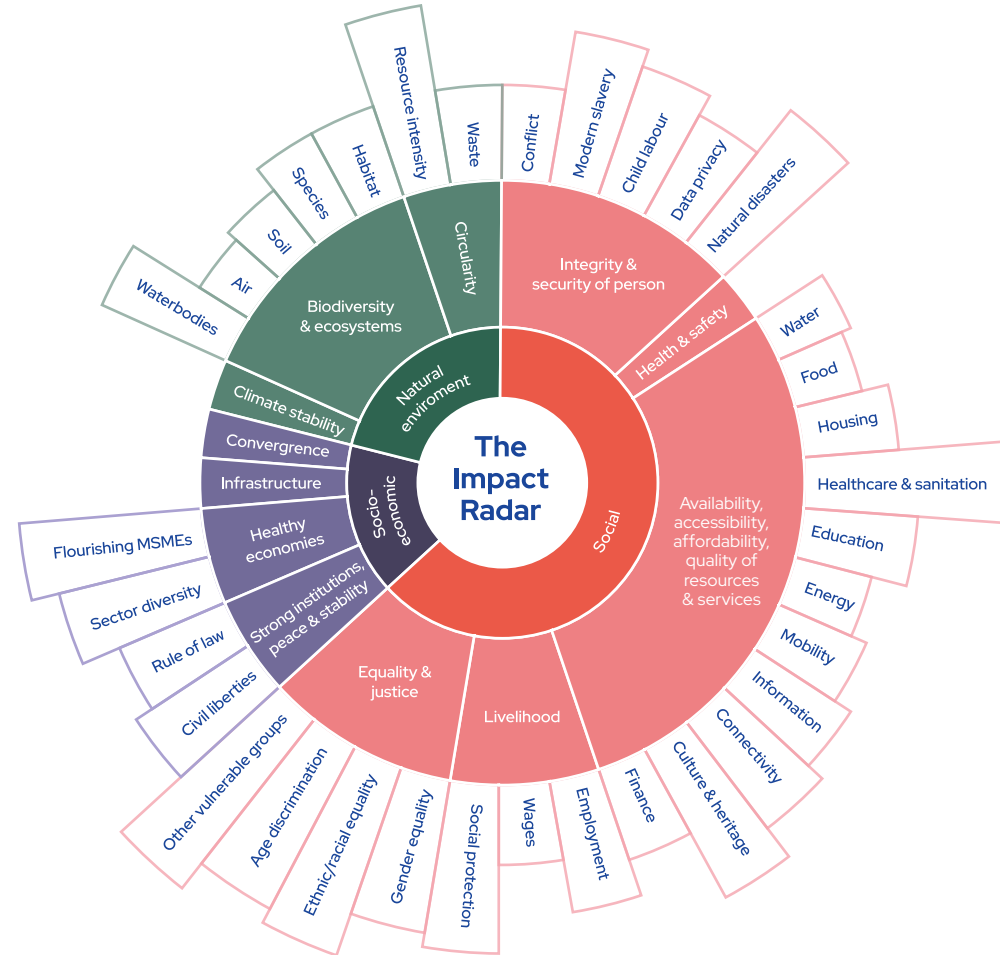 The
Impact
Radar
Social
Socio-
economic
Natural
enviroment
Integrity &
security of person
Health & safety
Availability,
accessibility,
affordability,
quality of
resources
& services
Livelihood
Equality &
justice
Strong institutions,
peace & stability
Healthy
economies
Infrastructure
Convergrence
Climate stability
Biodiversity
& ecosystems
Circularity
Conflict
Modern slavery
Child labour
Data privacy
Natural disasters
Water
Food
Housing
Healthcare & sanitation
Education
Energy
Mobility
Information
Connectivity
Culture & heritage
Finance
Employment
Wages
Social protection
Gender equality
Ethnic/racial equality
Age discrimination
Other vulnerable groups
Civil liberties
Rule of law
Sector diversity
Flourishing MSMEs
Waterbodies
Air
Soil
Species
Habitat
Resource intensity
Waste